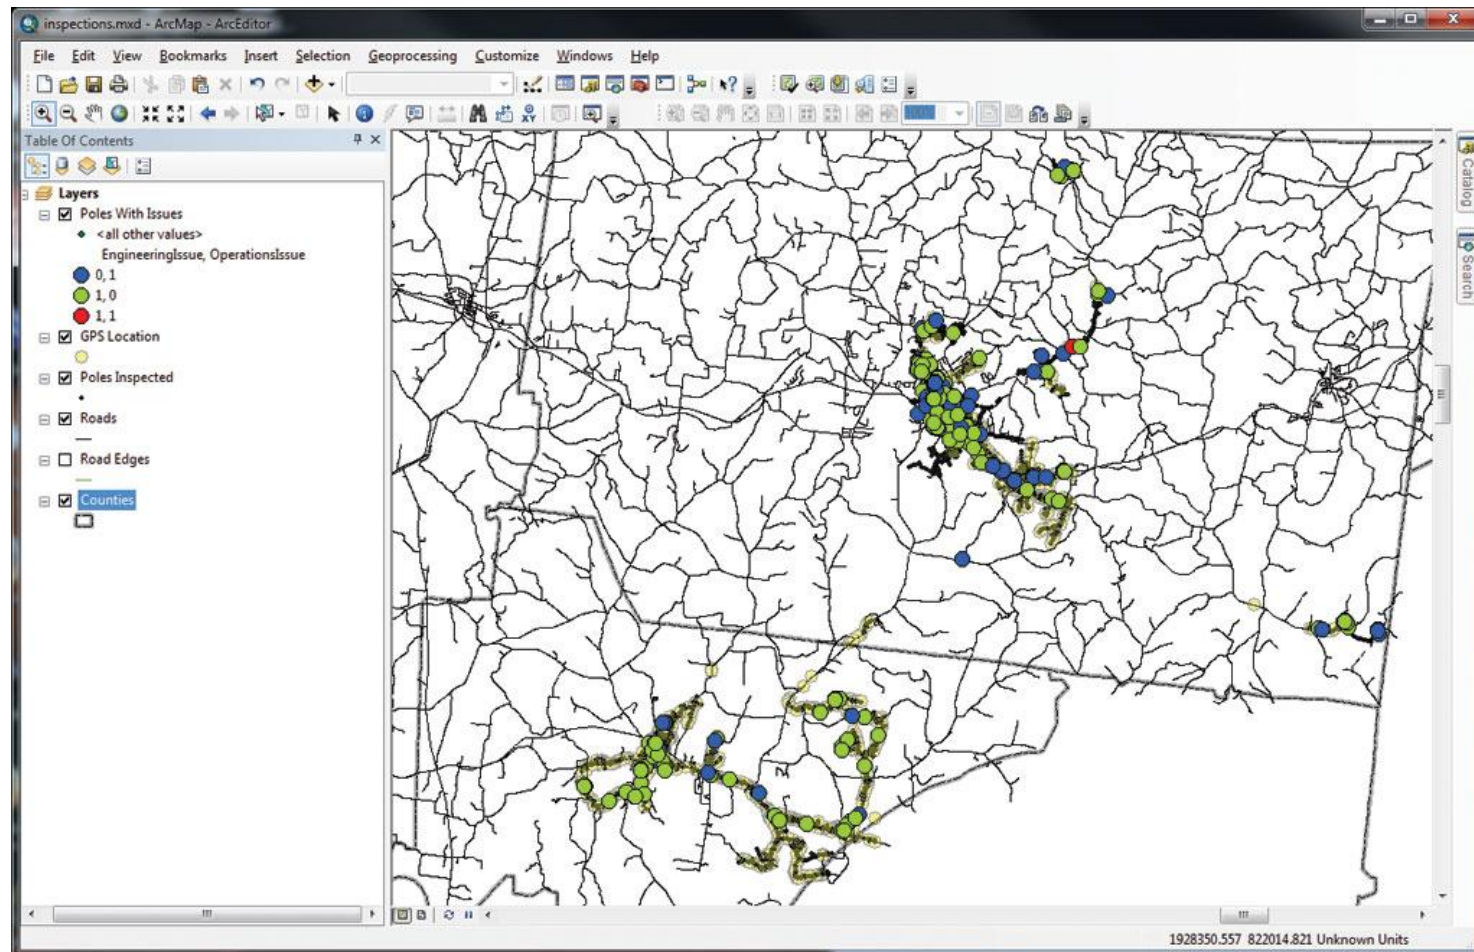 inspections.mxd - ArcMap - ArcEditor
File Edit View Bookmarks Insert Selection Geoprocessing Customize Windows Help
Table Of Contents
Layers
Poles With Issues
<all other values>
EngineeringIssue, OperationsIssue
0, 1
1, 0
1, 1
GPS Location
Poles Inspected
Roads
Road Edges
Counties
Catalog
Search
1928350.557 822014.821 Unknown Units